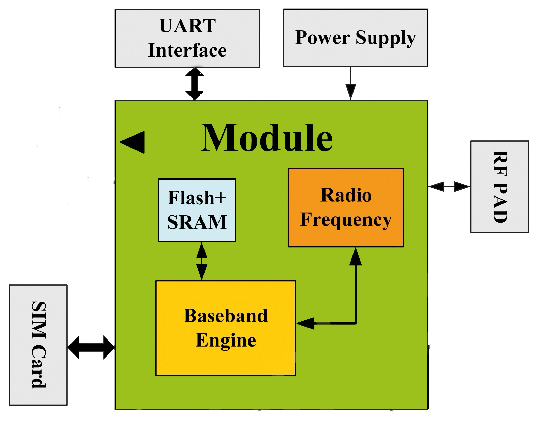 UART
Interface
Power Supply
Module
RF PAD
Flash+
SRAM
Radio
Frequency
SIM Card
Baseband
Engine